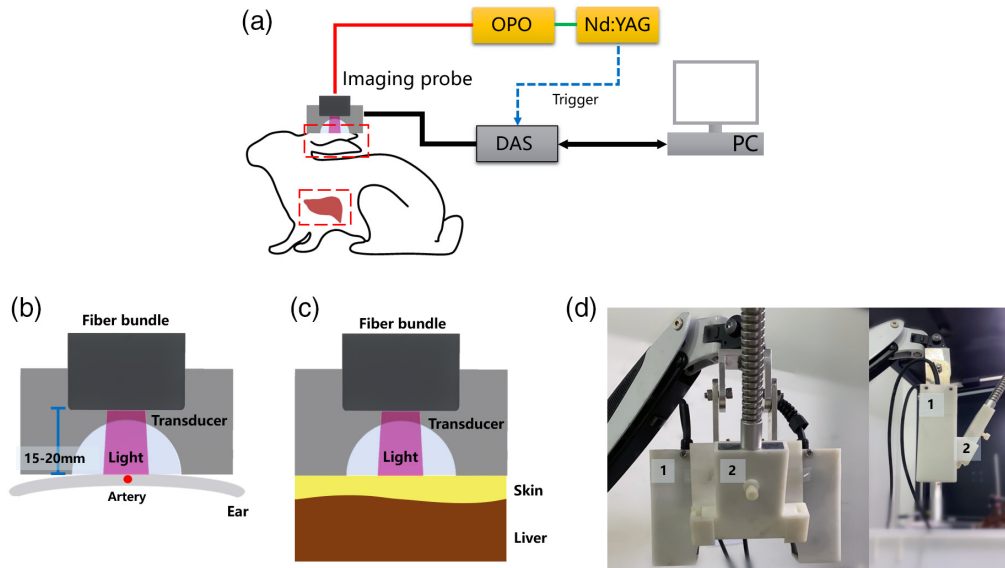 (a)
OPO
Nd:YAG
Imaging probe
Trigger
DAS
PC
(b)
Fiber bundle
Transducer
15-20mm
Light
Artery
Ear
(c)
Fiber bundle
Transducer
Light
Skin
Liver
(d)
1
2
1
2